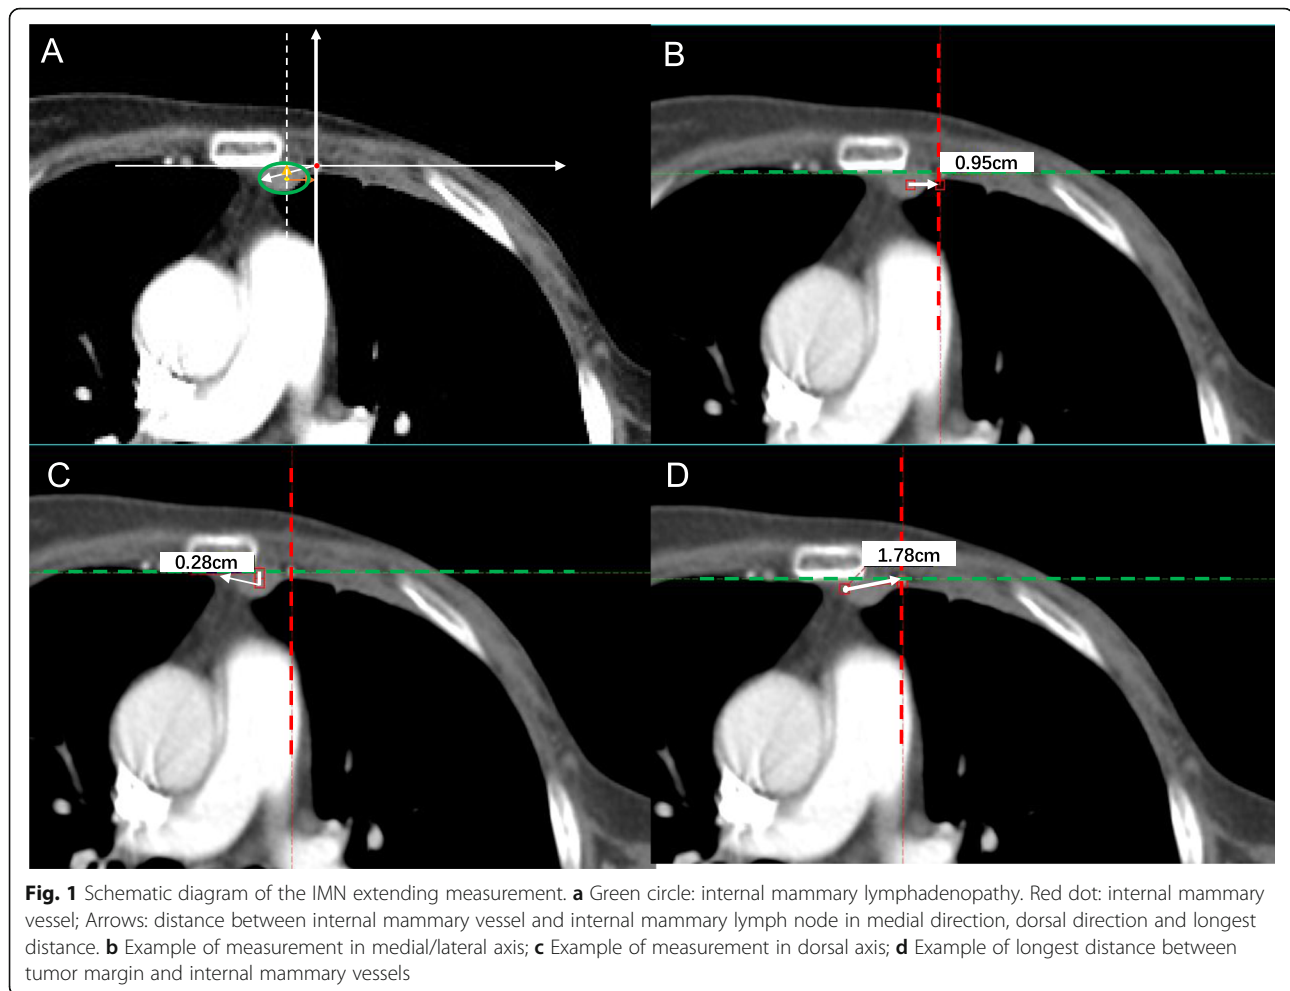 A
B
0.95cm
C
0.28cm
D
1.78cm
Fig. 1 Schematic diagram of the IMN extending measurement. a Green circle: internal mammary lymphadenopathy. Red dot: internal mammary
vessel; Arrows: distance between internal mammary vessel and internal mammary lymph node in medial direction, dorsal direction and longest
distance. b Example of measurement in medial/lateral axis; c Example of measurement in dorsal axis; d Example of longest distance between
tumor margin and internal mammary vessels